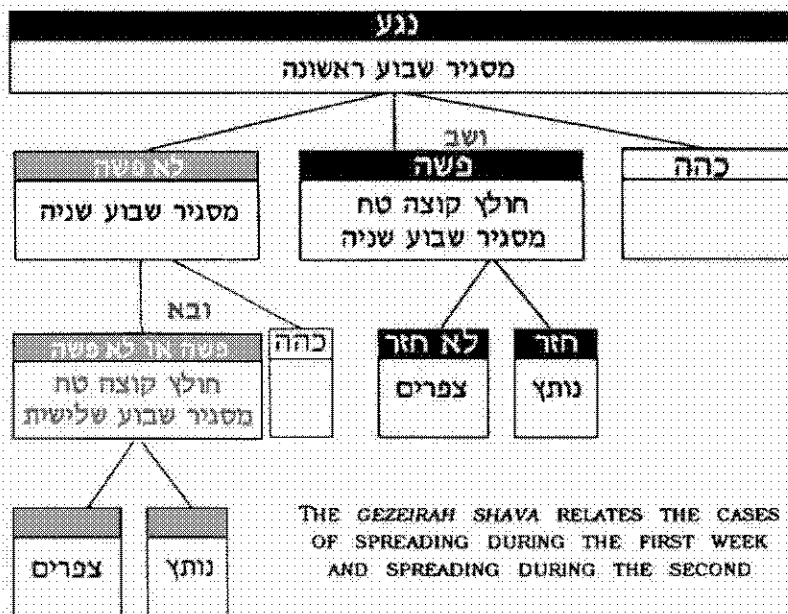 נגע
מסגיר שבוע ראשונה
ושב
לא פשה
פשה
כהה
מסגיר שבוע שניה
חולץ קוצה טח
מסגיר שבוע שניה
ובא
פשה או לא פשה
כהה
לא חזר
חזר
חולץ קוצה טח
מסגיר שבוע שלישית
צפרים
נותץ
צפרים
נותץ
THE GEZEIRAH SHAVA RELATES THE CASES
OF SPREADING DURING THE FIRST WEEK
AND SPREADING DURING THE SECOND